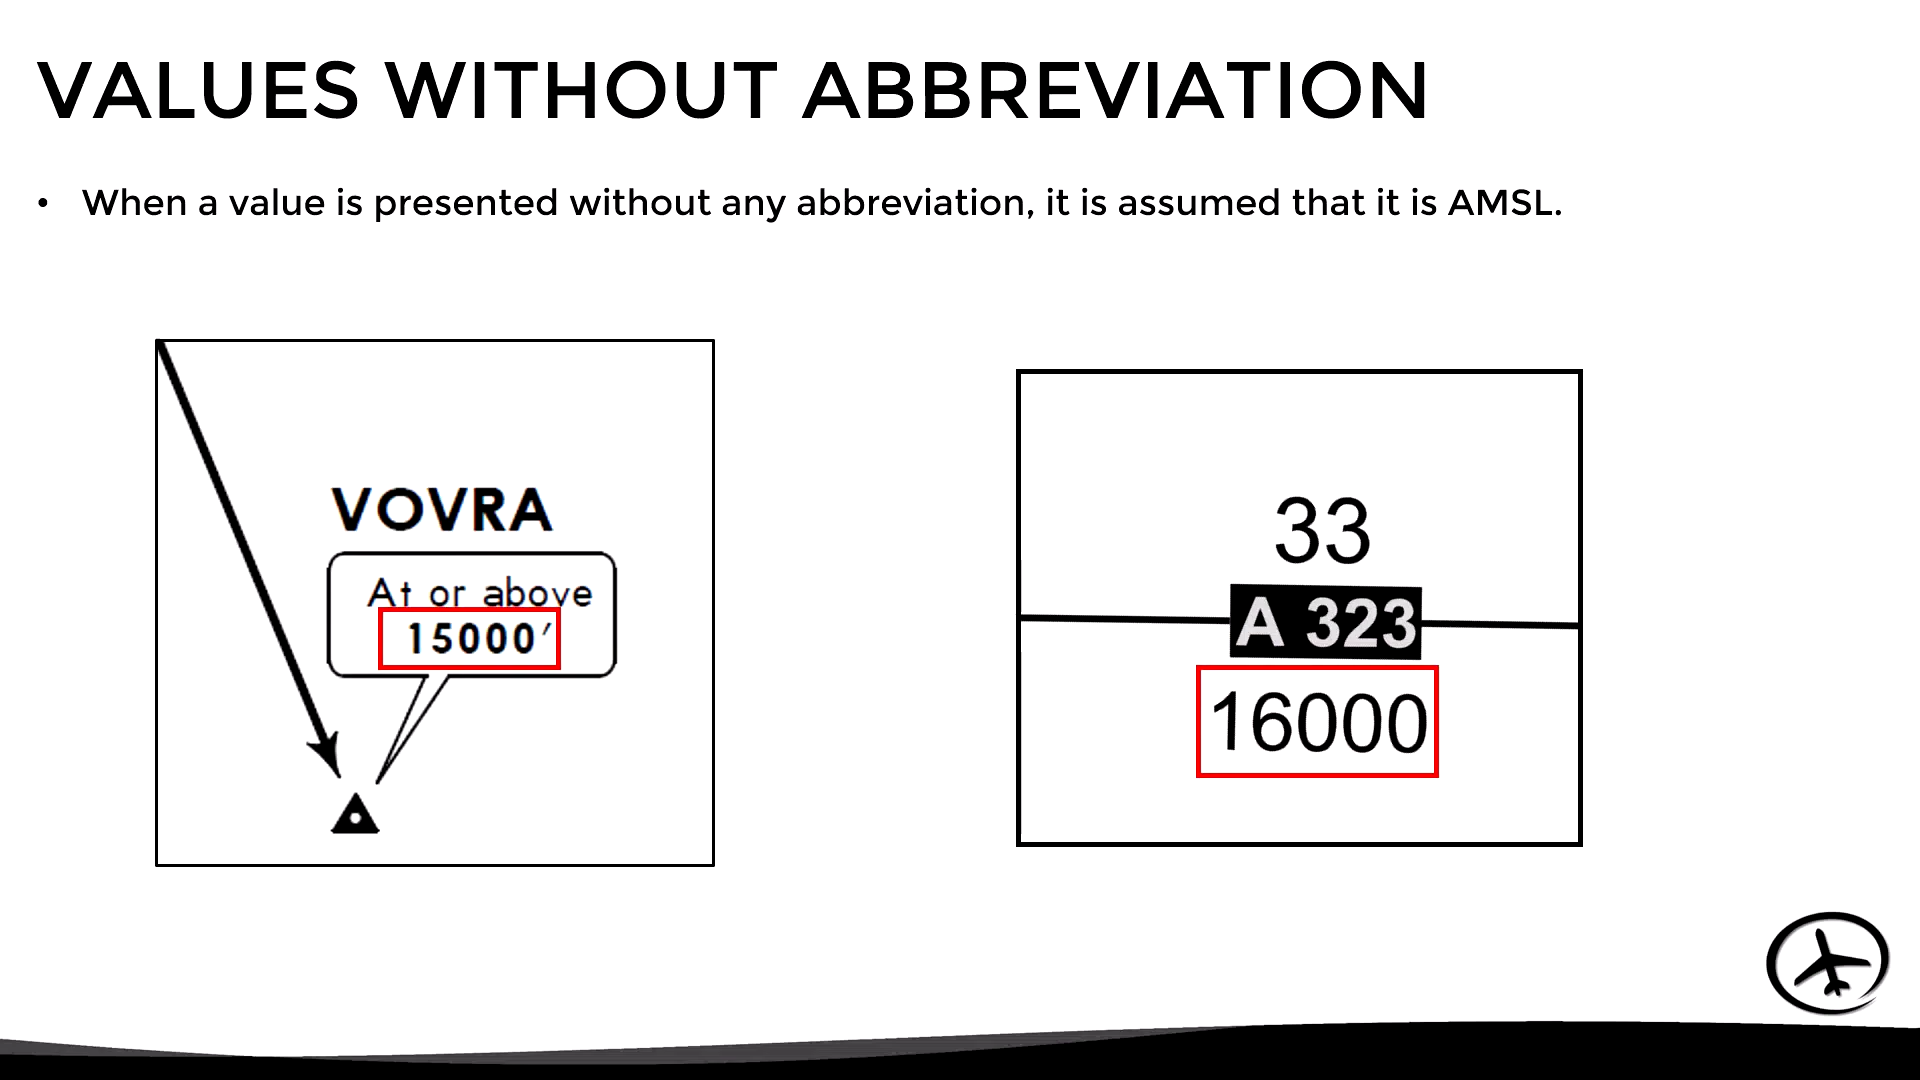 VALUES WITHOUT ABBREVIATION
• When a value is presented without any abbreviation, it is assumed that it is AMSL.
VOVRA
At or above
15000′
33
A 323
16000